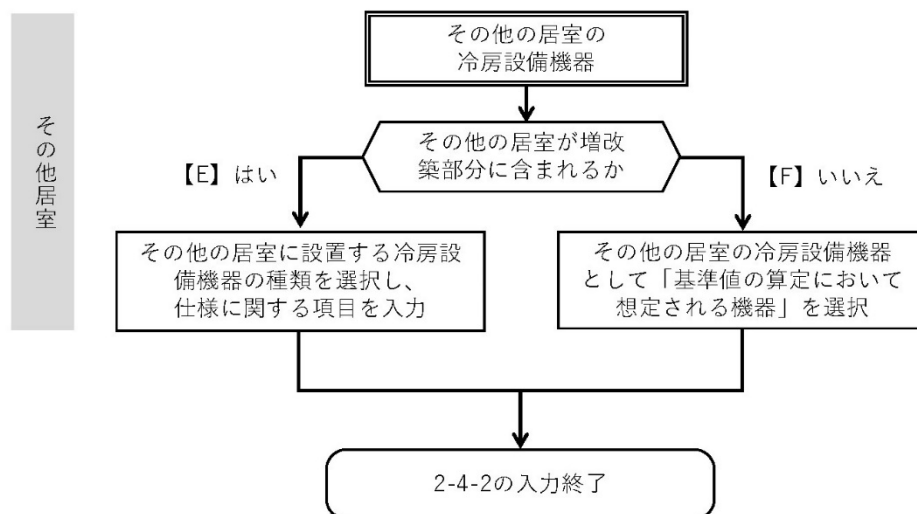 その他の居室の
冷房設備機器
その他居室
その他の居室が増改
築部分に含まれるか
【E】はい
【F】いいえ
その他の居室に設置する冷房設
備機器の種類を選択し、
仕様に関する項目を入力
その他の居室の冷房設備機器
として「基準値の算定において
想定される機器」を選択
2-4-2の入力終了